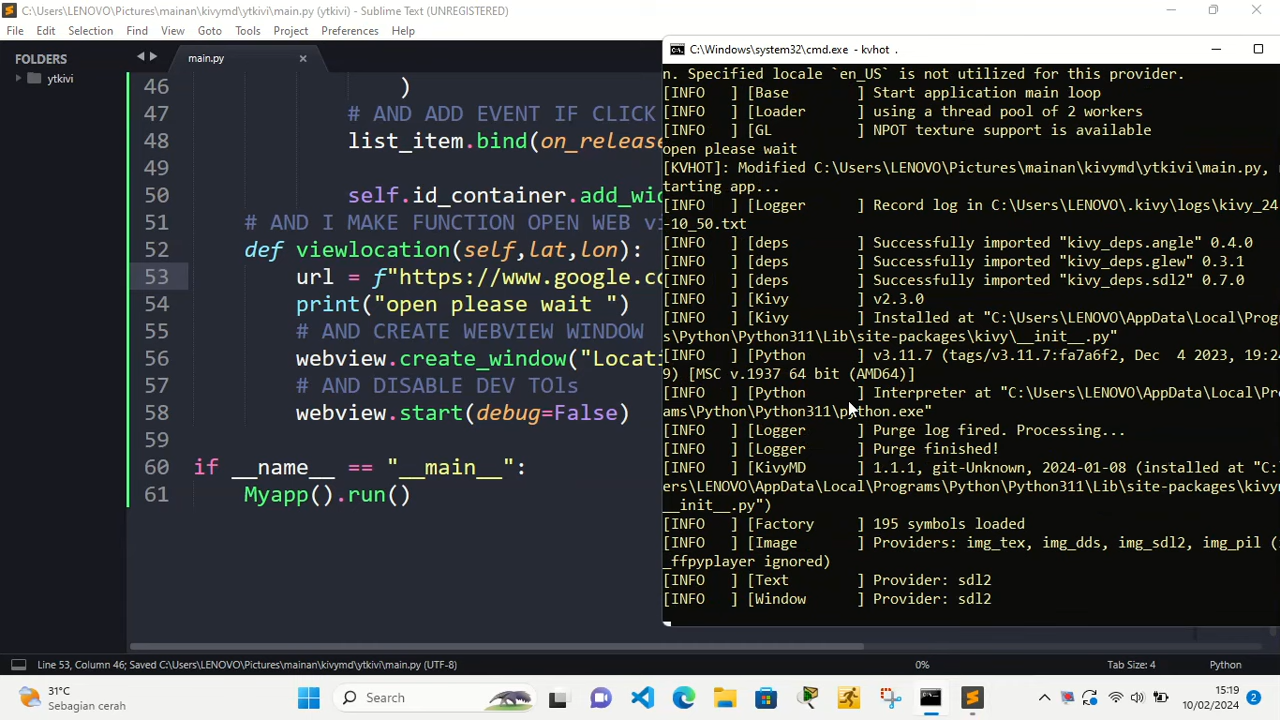 C:\Users\LENOVO\Pictures\mainan\kivymd\ytkivi\main.py (ytkivi) - Sublime Text (UNREGISTERED)
File Edit Selection Find View Goto Tools Project Preferences Help
FOLDERS
ytkivi
main.py
46 )
47 # AND ADD EVENT IF CLICK
48 list_item.bind(on_release
49
50 self.id_container.add_wid
51 # AND I MAKE FUNCTION OPEN WEB vi
52 def viewlocation(self,lat,lon):
53 url = f"https://www.google.co
54 print("open please wait ")
55 # AND CREATE WEBVIEW WINDOW
56 webview.create_window("Locati
57 # AND DISABLE DEV TOls
58 webview.start(debug=False)
59
60 if __name__ == "__main__":
61 Myapp().run()
C:\Windows\system32\cmd.exe - kvhot .
n. Specified locale `en_US` is not utilized for this provider.
[INFO ] [Base ] Start application main loop
[INFO ] [Loader ] using a thread pool of 2 workers
[INFO ] [GL ] NPOT texture support is available
open please wait
[KVHOT]: Modified C:\Users\LENOVO\Pictures\mainan\kivymd\ytkivi\main.py,
tarting app...
[INFO ] [Logger ] Record log in C:\Users\LENOVO\.kivy\logs\kivy_24
-10_50.txt
[INFO ] [deps ] Successfully imported "kivy_deps.angle" 0.4.0
[INFO ] [deps ] Successfully imported "kivy_deps.glew" 0.3.1
[INFO ] [deps ] Successfully imported "kivy_deps.sdl2" 0.7.0
[INFO ] [Kivy ] v2.3.0
[INFO ] [Kivy ] Installed at "C:\Users\LENOVO\AppData\Local\Prog
s\Python\Python311\Lib\site-packages\kivy\__init__.py"
[INFO ] [Python ] v3.11.7 (tags/v3.11.7:fa7a6f2, Dec 4 2023, 19:24
9) [MSC v.1937 64 bit (AMD64)]
[INFO ] [Python ] Interpreter at "C:\Users\LENOVO\AppData\Local\Pro
ams\Python\Python311\python.exe"
[INFO ] [Logger ] Purge log fired. Processing...
[INFO ] [Logger ] Purge finished!
[INFO ] [KivyMD ] 1.1.1, git-Unknown, 2024-01-08 (installed at "C:
ers\LENOVO\AppData\Local\Programs\Python\Python311\Lib\site-packages\kivym
__init__.py")
[INFO ] [Factory ] 195 symbols loaded
[INFO ] [Image ] Providers: img_tex, img_dds, img_sdl2, img_pil (
_ffpyplayer ignored)
[INFO ] [Text ] Provider: sdl2
[INFO ] [Window ] Provider: sdl2
Line 53, Column 46; Saved C:\Users\LENOVO\Pictures\mainan\kivymd\ytkivi\main.py (UTF-8) 0% Tab Size: 4 Python
31°C
Sebagian cerah
Search
15:19
10/02/2024
2